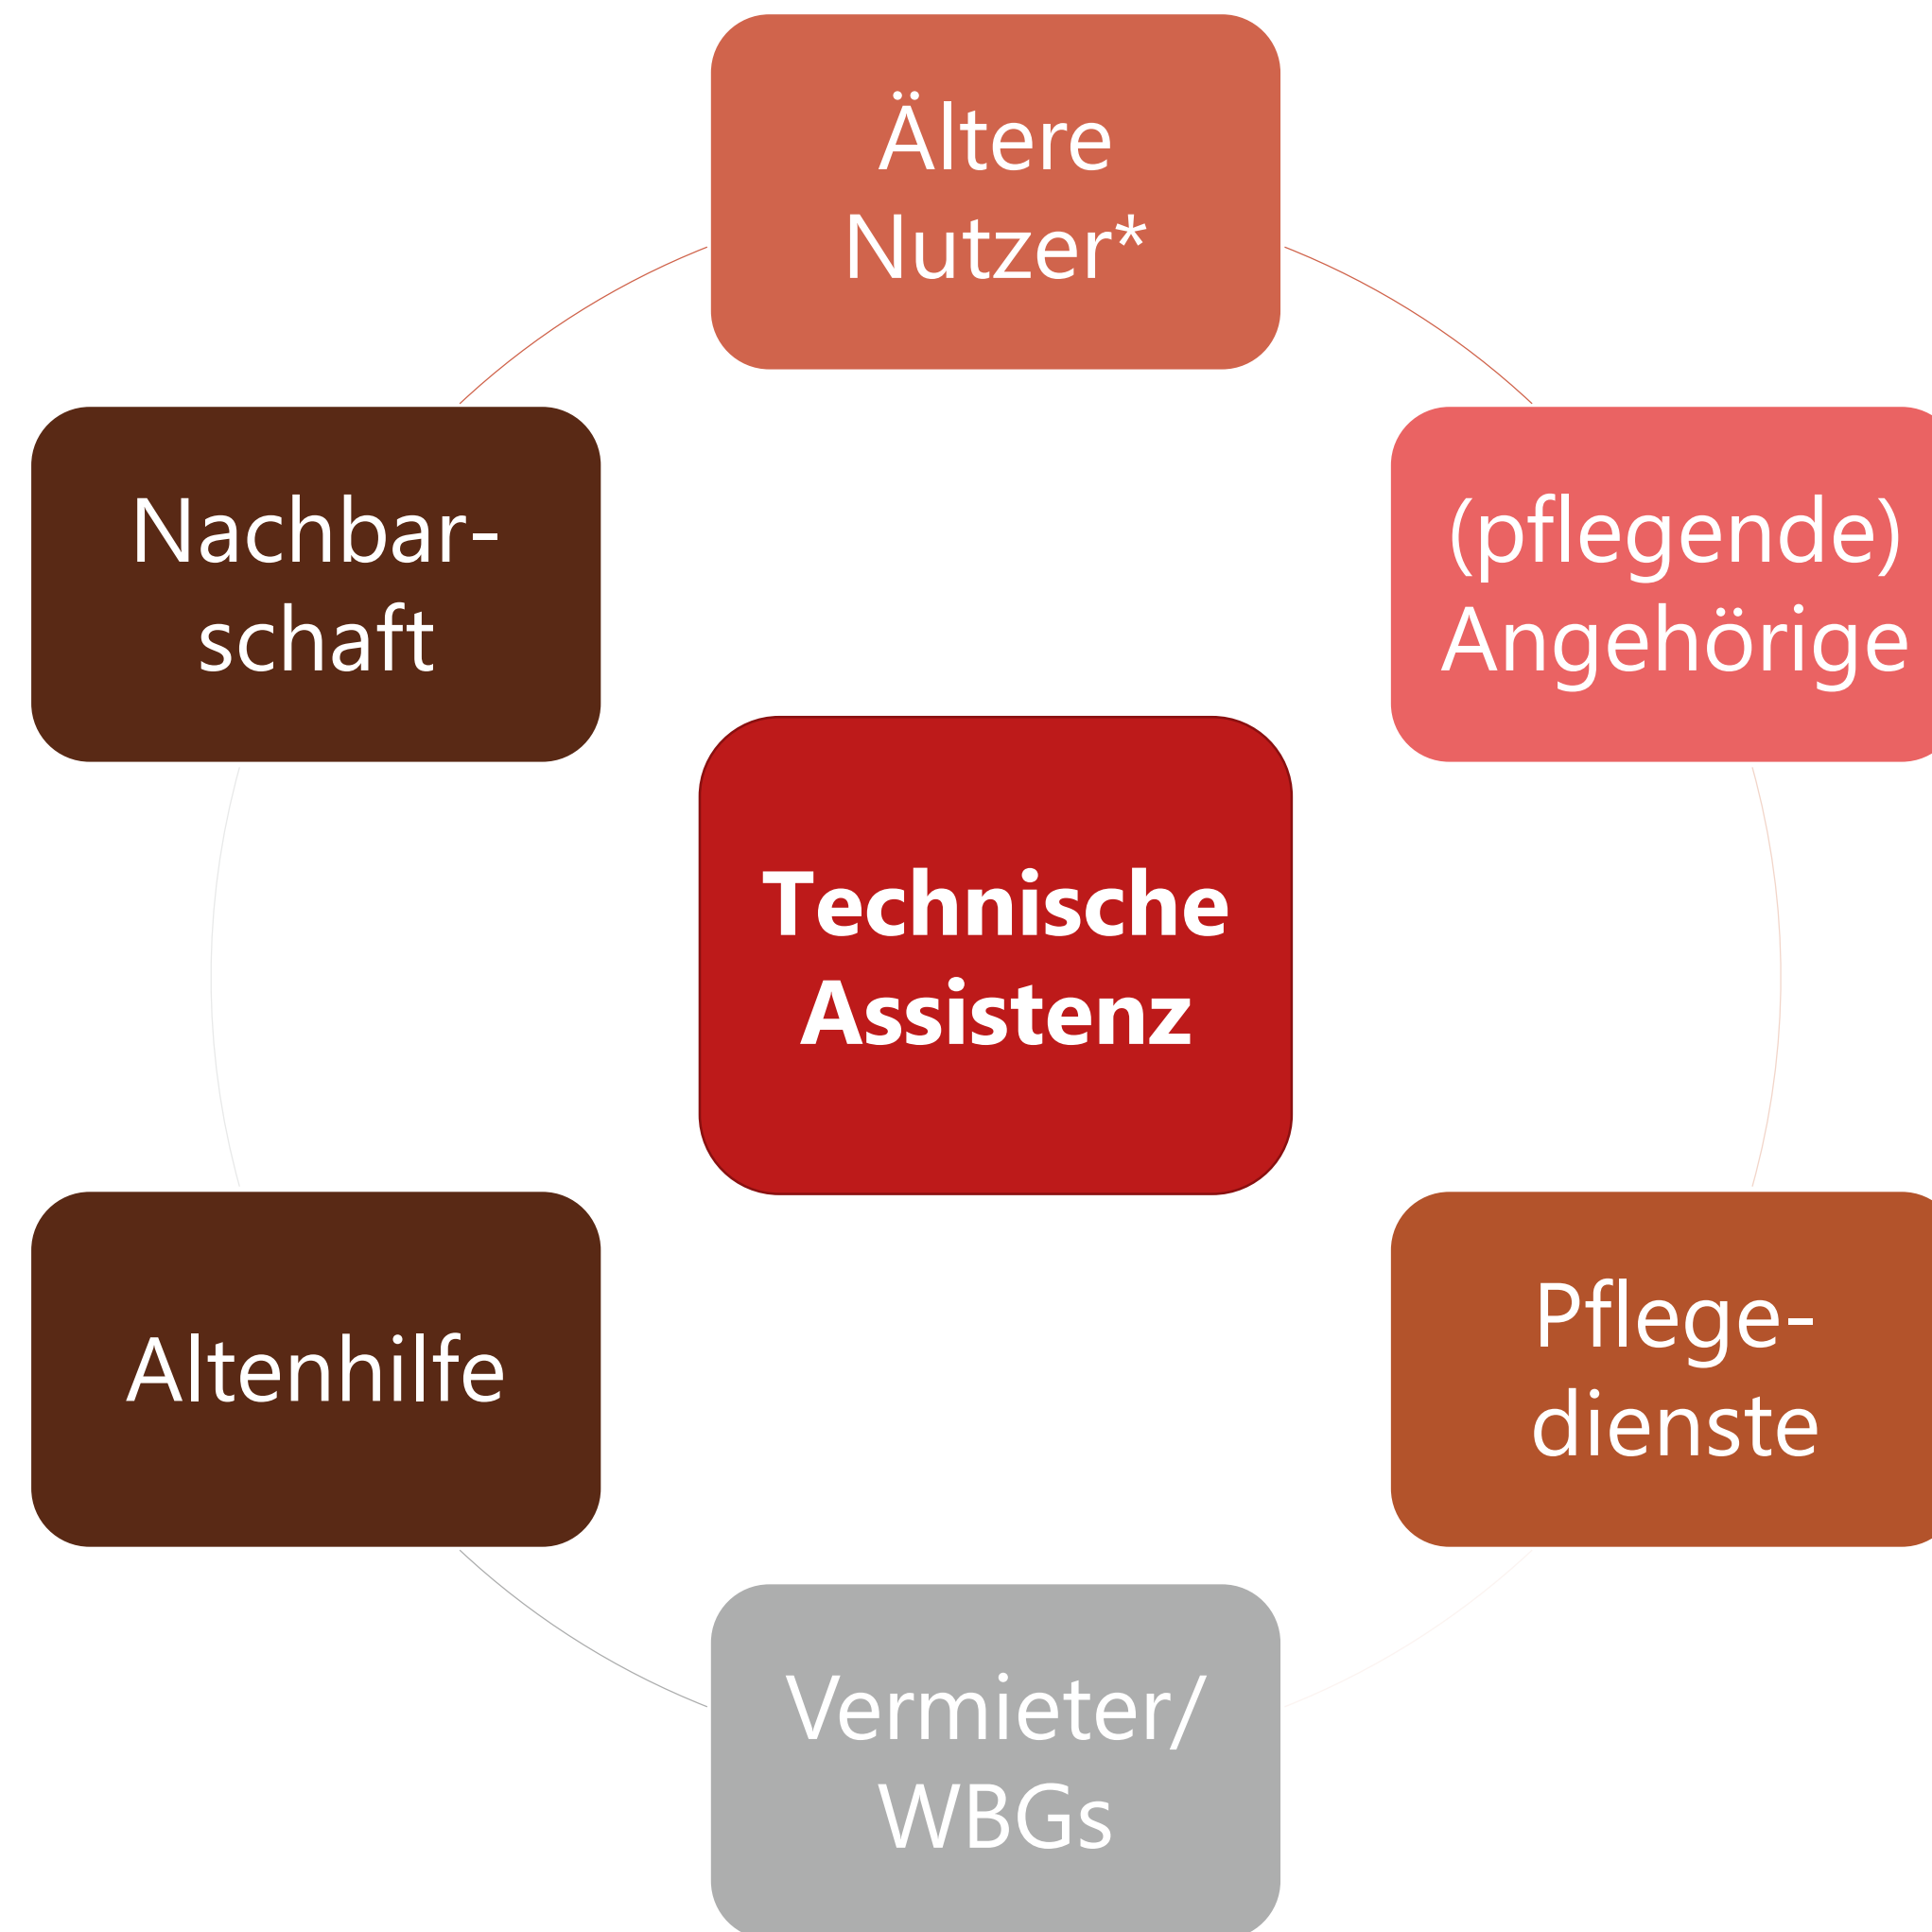 Ältere
Nutzer*
Nachbar-
schaft
(pflegende)
Angehörige
Technische
Assistenz
Altenhilfe
Pflege-
dienste
Vermieter/
WBGs